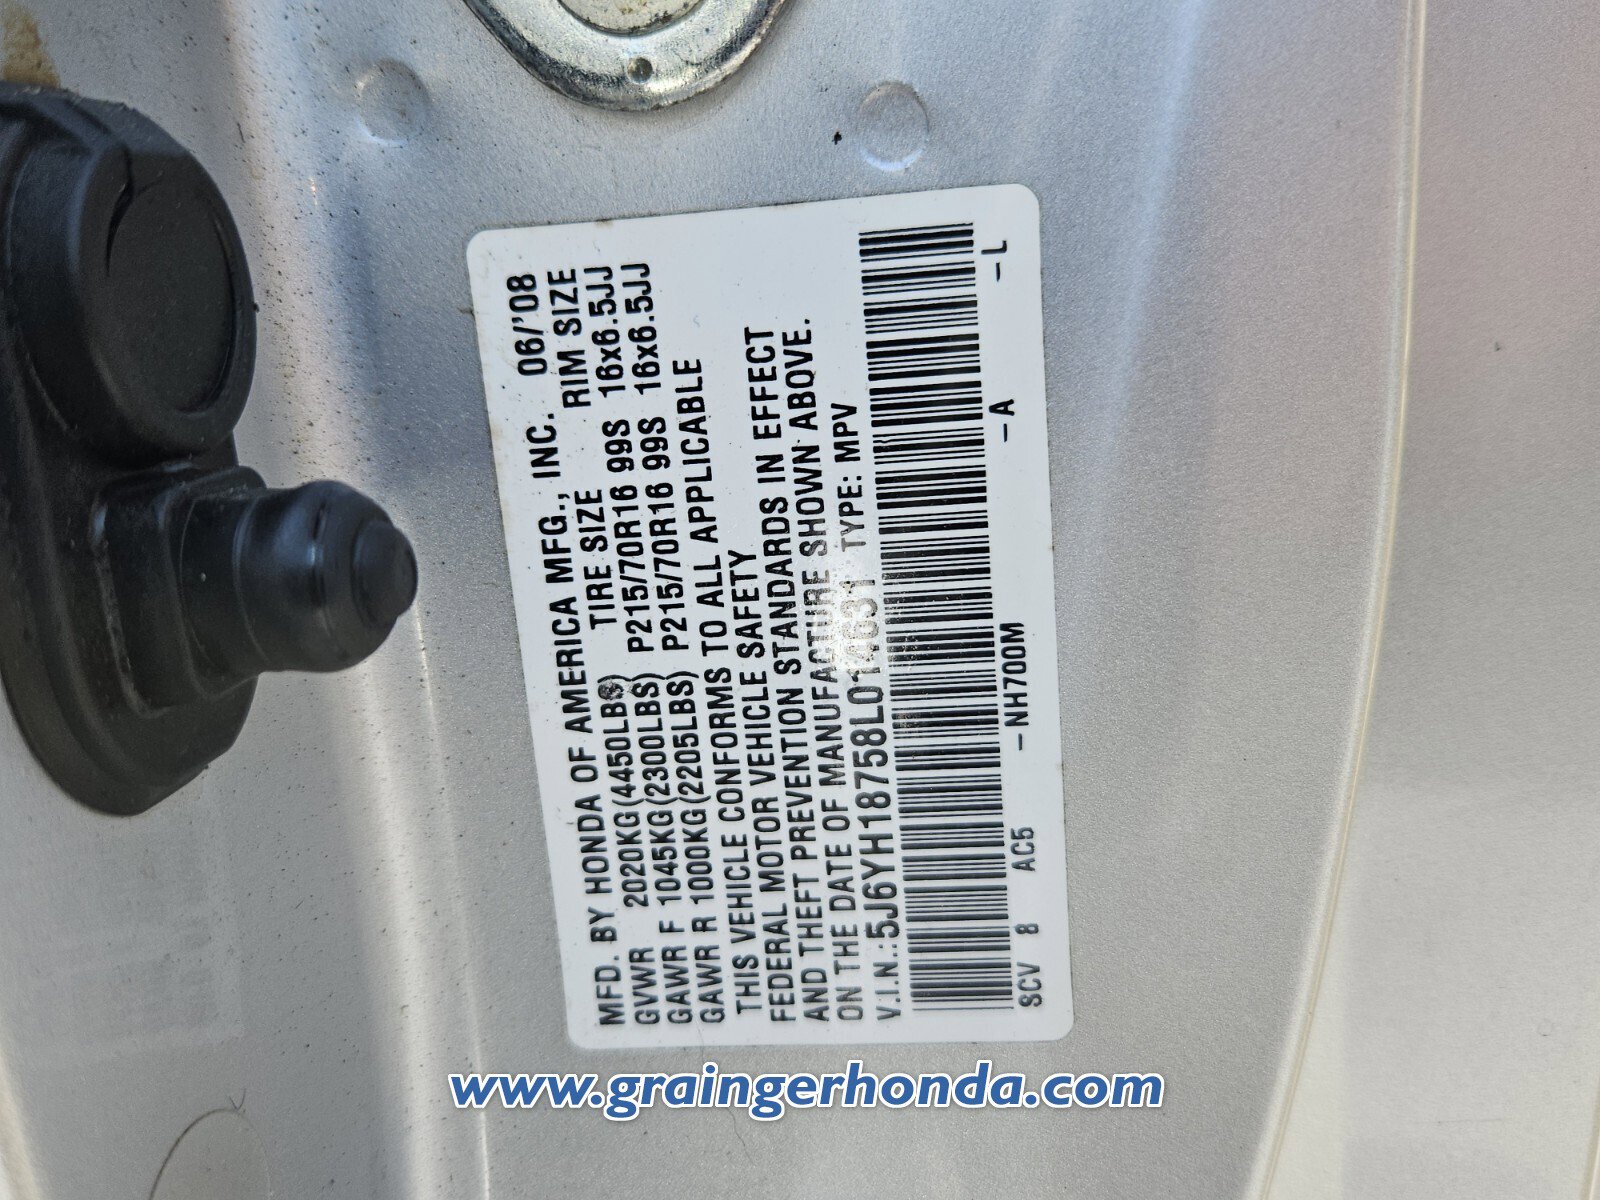 MFD. BY HONDA OF AMERICA MFG., INC. 06/'08
GVWR 2020KG(4450LBS) TIRE SIZE RIM SIZE
GAWR F 1045KG(2300LBS) P215/70R16 99S 16x6.5JJ
GAWR R 1000KG(2205LBS) P215/70R16 99S 16x6.5JJ
THIS VEHICLE CONFORMS TO ALL APPLICABLE
FEDERAL MOTOR VEHICLE SAFETY
AND THEFT PREVENTION STANDARDS IN EFFECT
ON THE DATE OF MANUFACTURE SHOWN ABOVE.
V.I.N.:5J6YH18758L014631 TYPE: MPV
SCV 8 AC5 -NH700M -A -L
www.graingerhonda.com